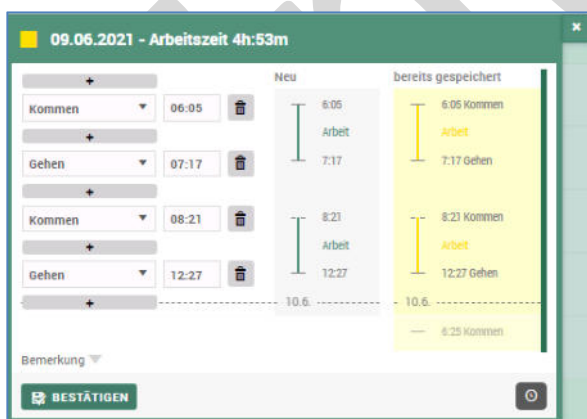 09.06.2021 - Arbeitszeit 4h:53m
×
+
Kommen 06:05
+
Gehen 07:17
+
Kommen 08:21
+
Gehen 12:27
+
Neu
6:05
Arbeit
7:17
8:21
Arbeit
12:27
10.6.
bereits gespeichert
6:05 Kommen
Arbeit
7:17 Gehen
8:21 Kommen
Arbeit
12:27 Gehen
10.6.
6:25 Kommen
Bemerkung
BESTÄTIGEN